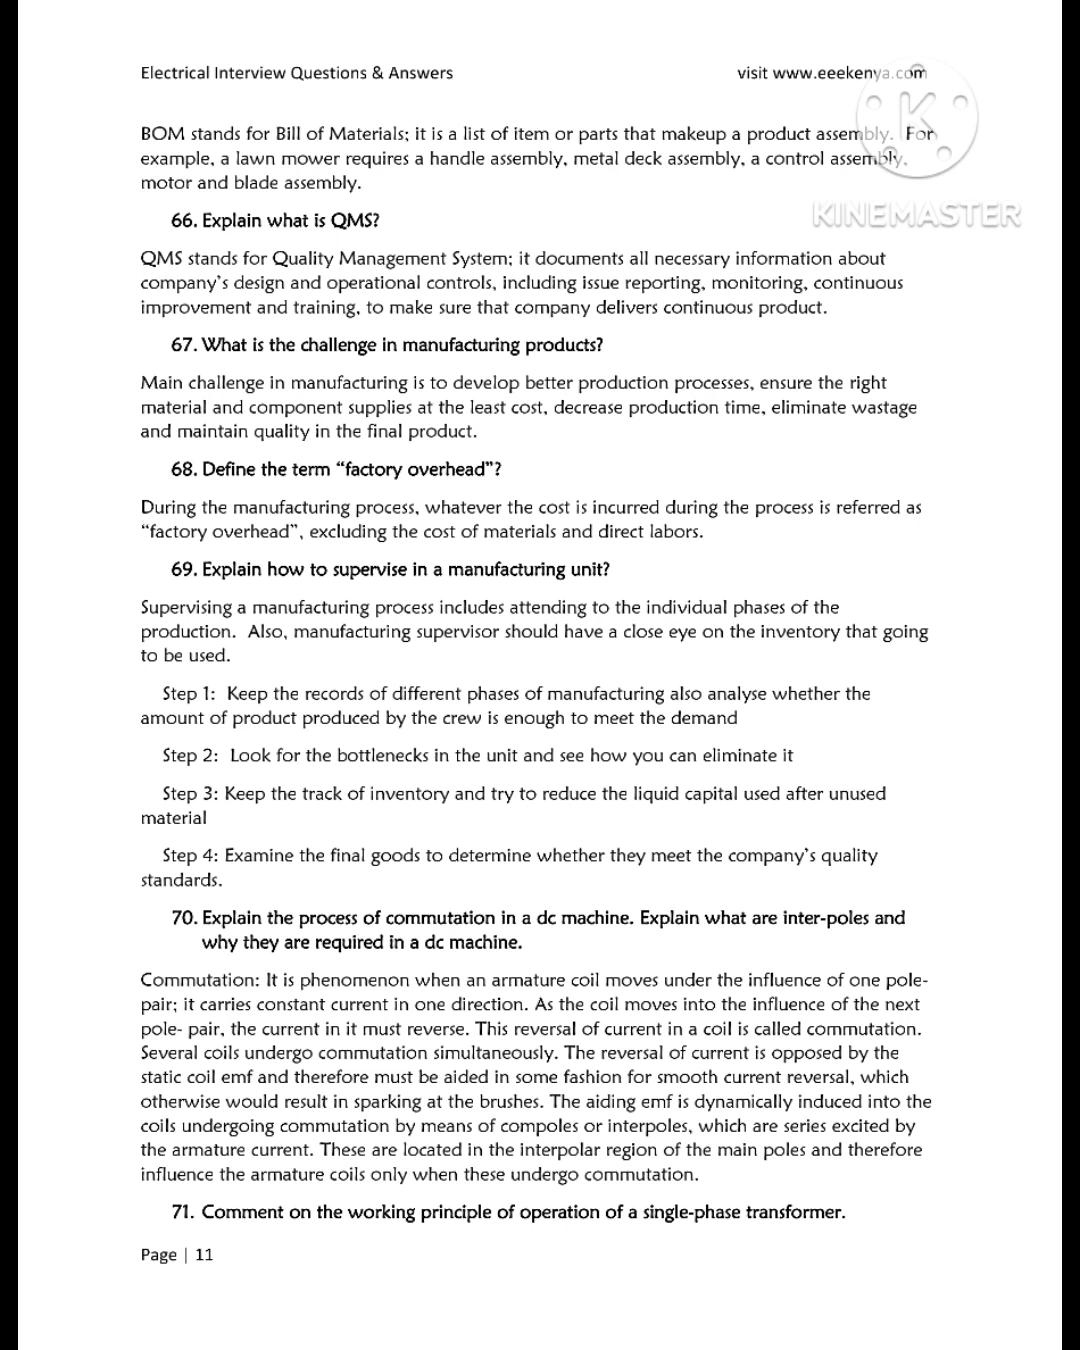 Electrical Interview Questions & Answers visit www.eeekenya.com
BOM stands for Bill of Materials; it is a list of item or parts that makeup a product assembly. For
example, a lawn mower requires a handle assembly, metal deck assembly, a control assembly,
motor and blade assembly.
KINEMASTER
66. Explain what is QMS?
QMS stands for Quality Management System; it documents all necessary information about
company's design and operational controls, including issue reporting, monitoring, continuous
improvement and training, to make sure that company delivers continuous product.
67. What is the challenge in manufacturing products?
Main challenge in manufacturing is to develop better production processes, ensure the right
material and component supplies at the least cost, decrease production time, eliminate wastage
and maintain quality in the final product.
68. Define the term “factory overhead”?
During the manufacturing process, whatever the cost is incurred during the process is referred as
“factory overhead”, excluding the cost of materials and direct labors.
69. Explain how to supervise in a manufacturing unit?
Supervising a manufacturing process includes attending to the individual phases of the
production. Also, manufacturing supervisor should have a close eye on the inventory that going
to be used.
Step 1: Keep the records of different phases of manufacturing also analyse whether the
amount of product produced by the crew is enough to meet the demand
Step 2: Look for the bottlenecks in the unit and see how you can eliminate it
Step 3: Keep the track of inventory and try to reduce the liquid capital used after unused
material
Step 4: Examine the final goods to determine whether they meet the company's quality
standards.
70. Explain the process of commutation in a dc machine. Explain what are inter-poles and
why they are required in a dc machine.
Commutation: It is phenomenon when an armature coil moves under the influence of one pole-
pair; it carries constant current in one direction. As the coil moves into the influence of the next
pole- pair, the current in it must reverse. This reversal of current in a coil is called commutation.
Several coils undergo commutation simultaneously. The reversal of current is opposed by the
static coil emf and therefore must be aided in some fashion for smooth current reversal, which
otherwise would result in sparking at the brushes. The aiding emf is dynamically induced into the
coils undergoing commutation by means of compoles or interpoles, which are series excited by
the armature current. These are located in the interpolar region of the main poles and therefore
influence the armature coils only when these undergo commutation.
71. Comment on the working principle of operation of a single-phase transformer.
Page | 11